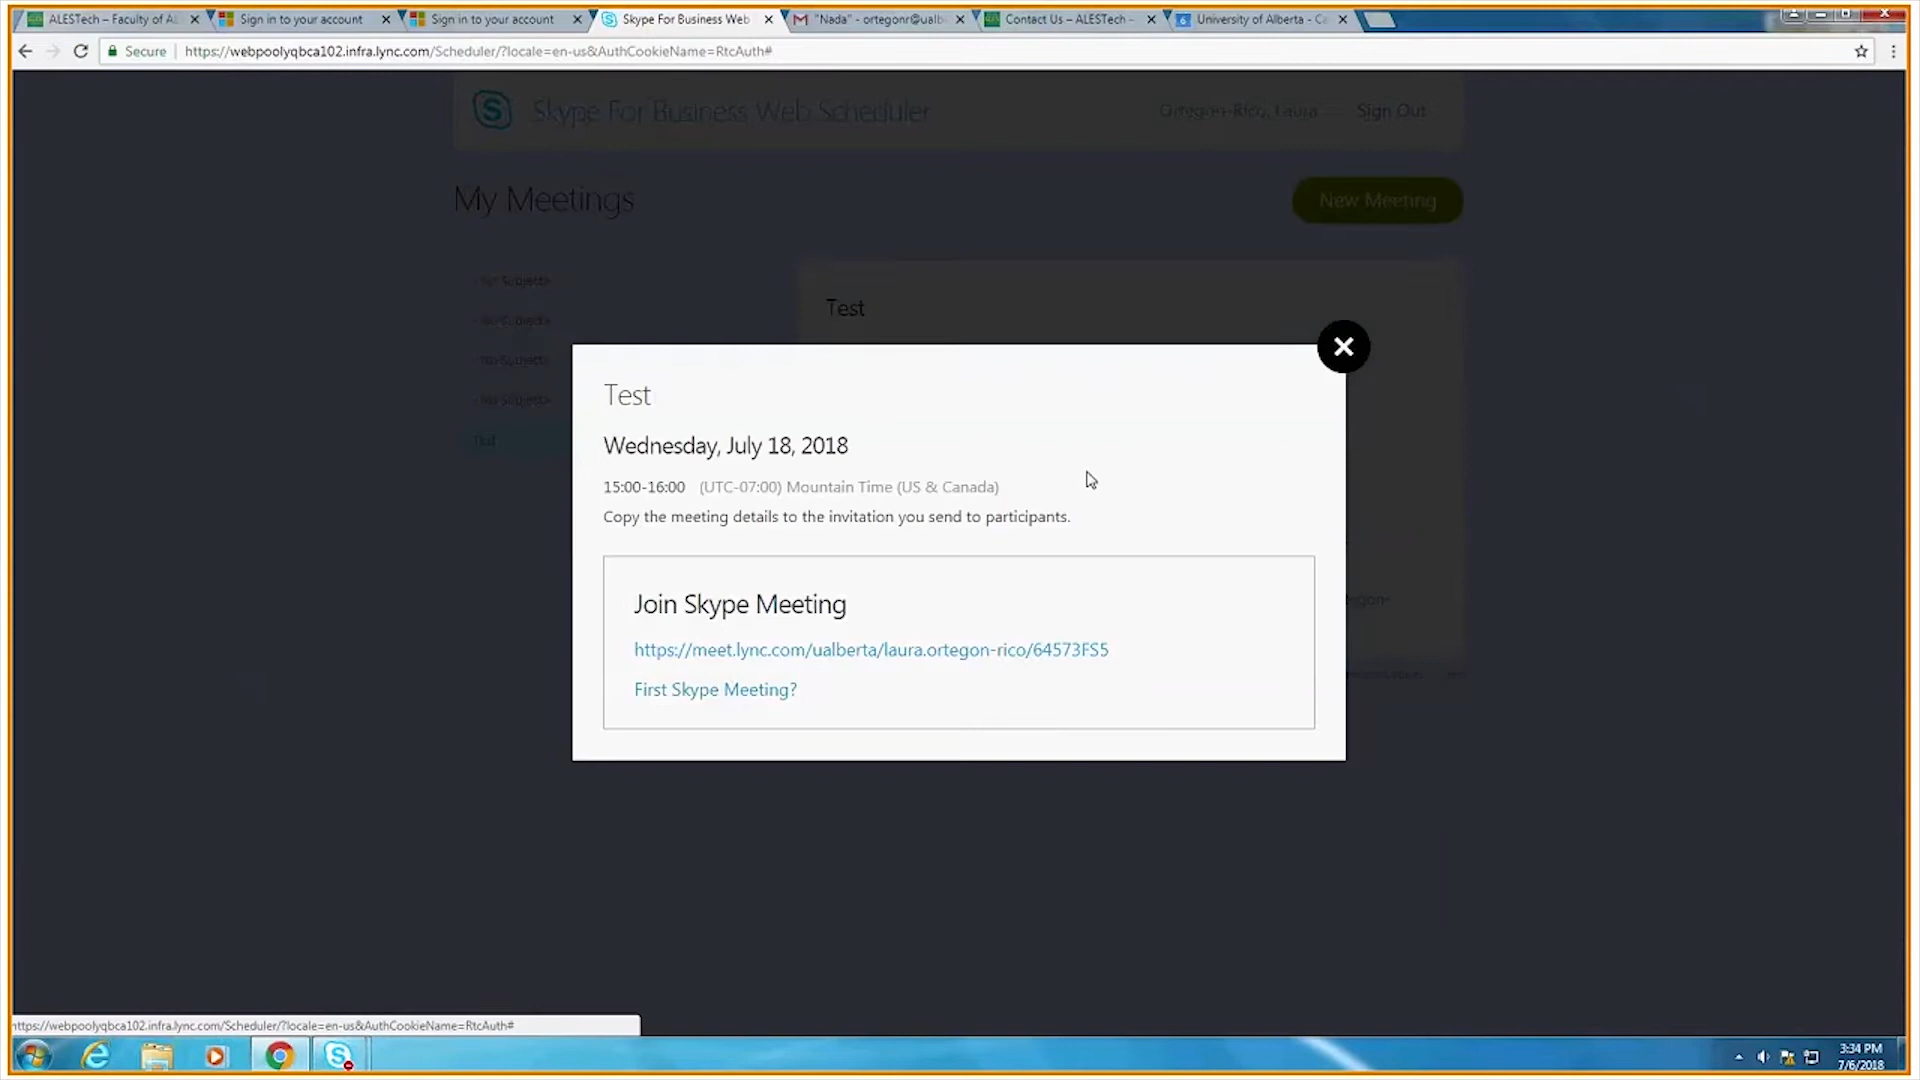 ALESTech – Faculty of AL
Sign in to your account
Sign in to your account
Skype For Business Web
"Nada" - ortegonr@ualb
Contact Us – ALESTech -
University of Alberta - Ca
Secure
https://webpoolyqbca102.infra.lync.com/Scheduler/?locale=en-us&AuthCookieName=RtcAuth#
Skype For Business Web Scheduler
Ortegon-Rico, Laura
Sign Out
My Meetings
New Meeting
No Subject
No Subject
No Subject
No Subject
Test
Test
Test
Wednesday, July 18, 2018
15:00-16:00 (UTC-07:00) Mountain Time (US & Canada)
Copy the meeting details to the invitation you send to participants.
Join Skype Meeting
https://meet.lync.com/ualberta/laura.ortegon-rico/64573FS5
First Skype Meeting?
https://webpoolyqbca102.infra.lync.com/Scheduler/?locale=en-us&AuthCookieName=RtcAuth#
3:34 PM
7/6/2018